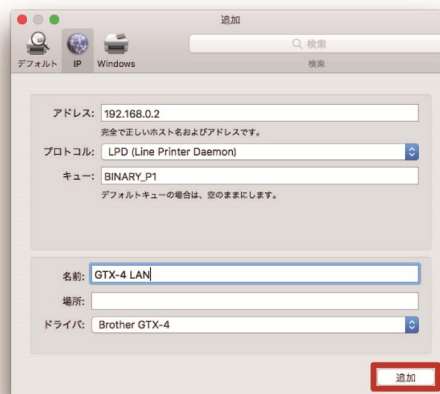 追加
デフォルト IP Windows
検索
検索
アドレス: 192.168.0.2
完全で正しいホスト名およびアドレスです。
プロトコル: LPD (Line Printer Daemon)
キュー: BINARY_P1
デフォルトキューの場合は、空のままにします。
名前: GTX-4 LAN
場所:
ドライバ: Brother GTX-4
追加